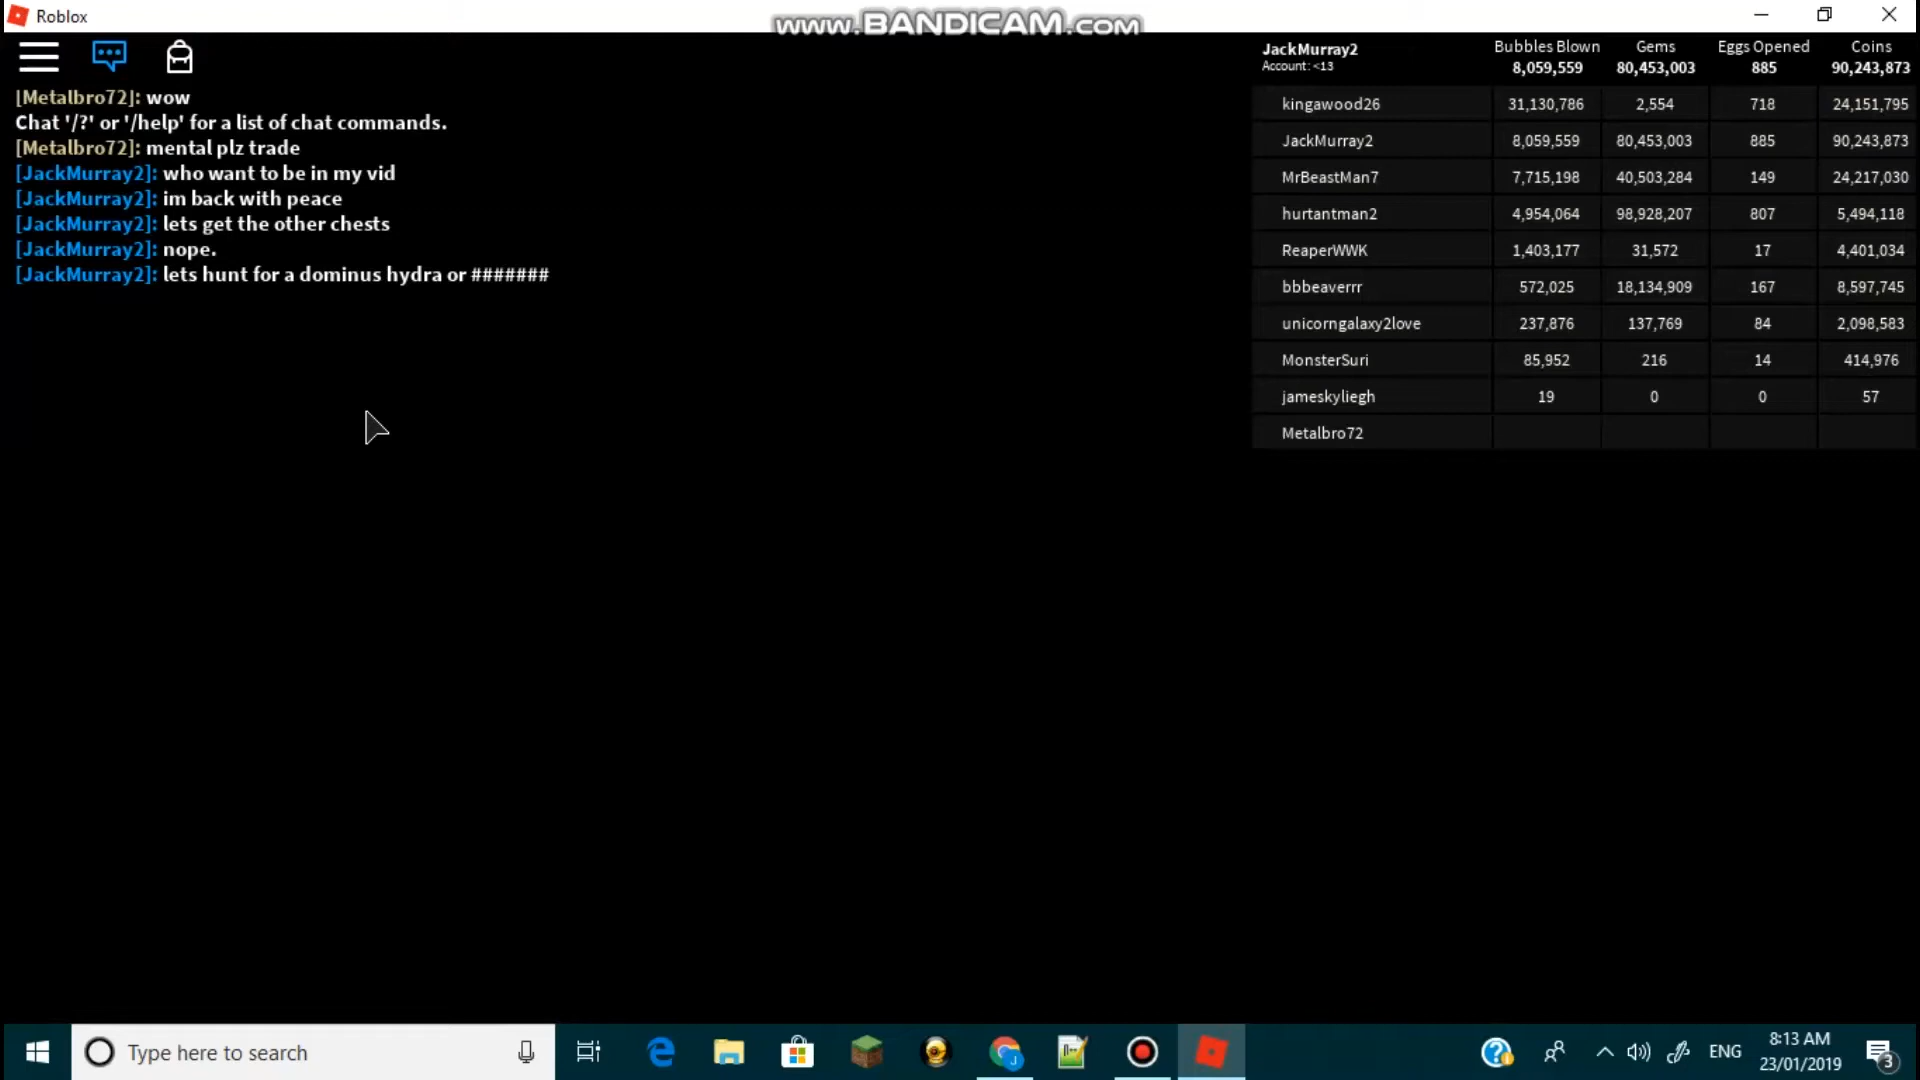 Roblox
www.BANDICAM.com
[Metalbro72]: wow
Chat '/?' or '/help' for a list of chat commands.
[Metalbro72]: mental plz trade
[JackMurray2]: who want to be in my vid
[JackMurray2]: im back with peace
[JackMurray2]: lets get the other chests
[JackMurray2]: nope.
[JackMurray2]: lets hunt for a dominus hydra or #######
JackMurray2 Bubbles Blown Gems Eggs Opened Coins
Account: <13 8,059,559 80,453,003 885 90,243,873
kingawood26 31,130,786 2,554 718 24,151,795
JackMurray2 8,059,559 80,453,003 885 90,243,873
MrBeastMan7 7,715,198 40,503,284 149 24,217,030
hurtantman2 4,954,064 98,928,207 807 5,494,118
ReaperWWK 1,403,177 31,572 17 4,401,034
bbbeaverrr 572,025 18,134,909 167 8,597,745
unicorngalaxy2love 237,876 137,769 84 2,098,583
MonsterSuri 85,952 216 14 414,976
jameskyliegh 19 0 0 57
Metalbro72
Type here to search
ENG
8:13 AM
23/01/2019
3